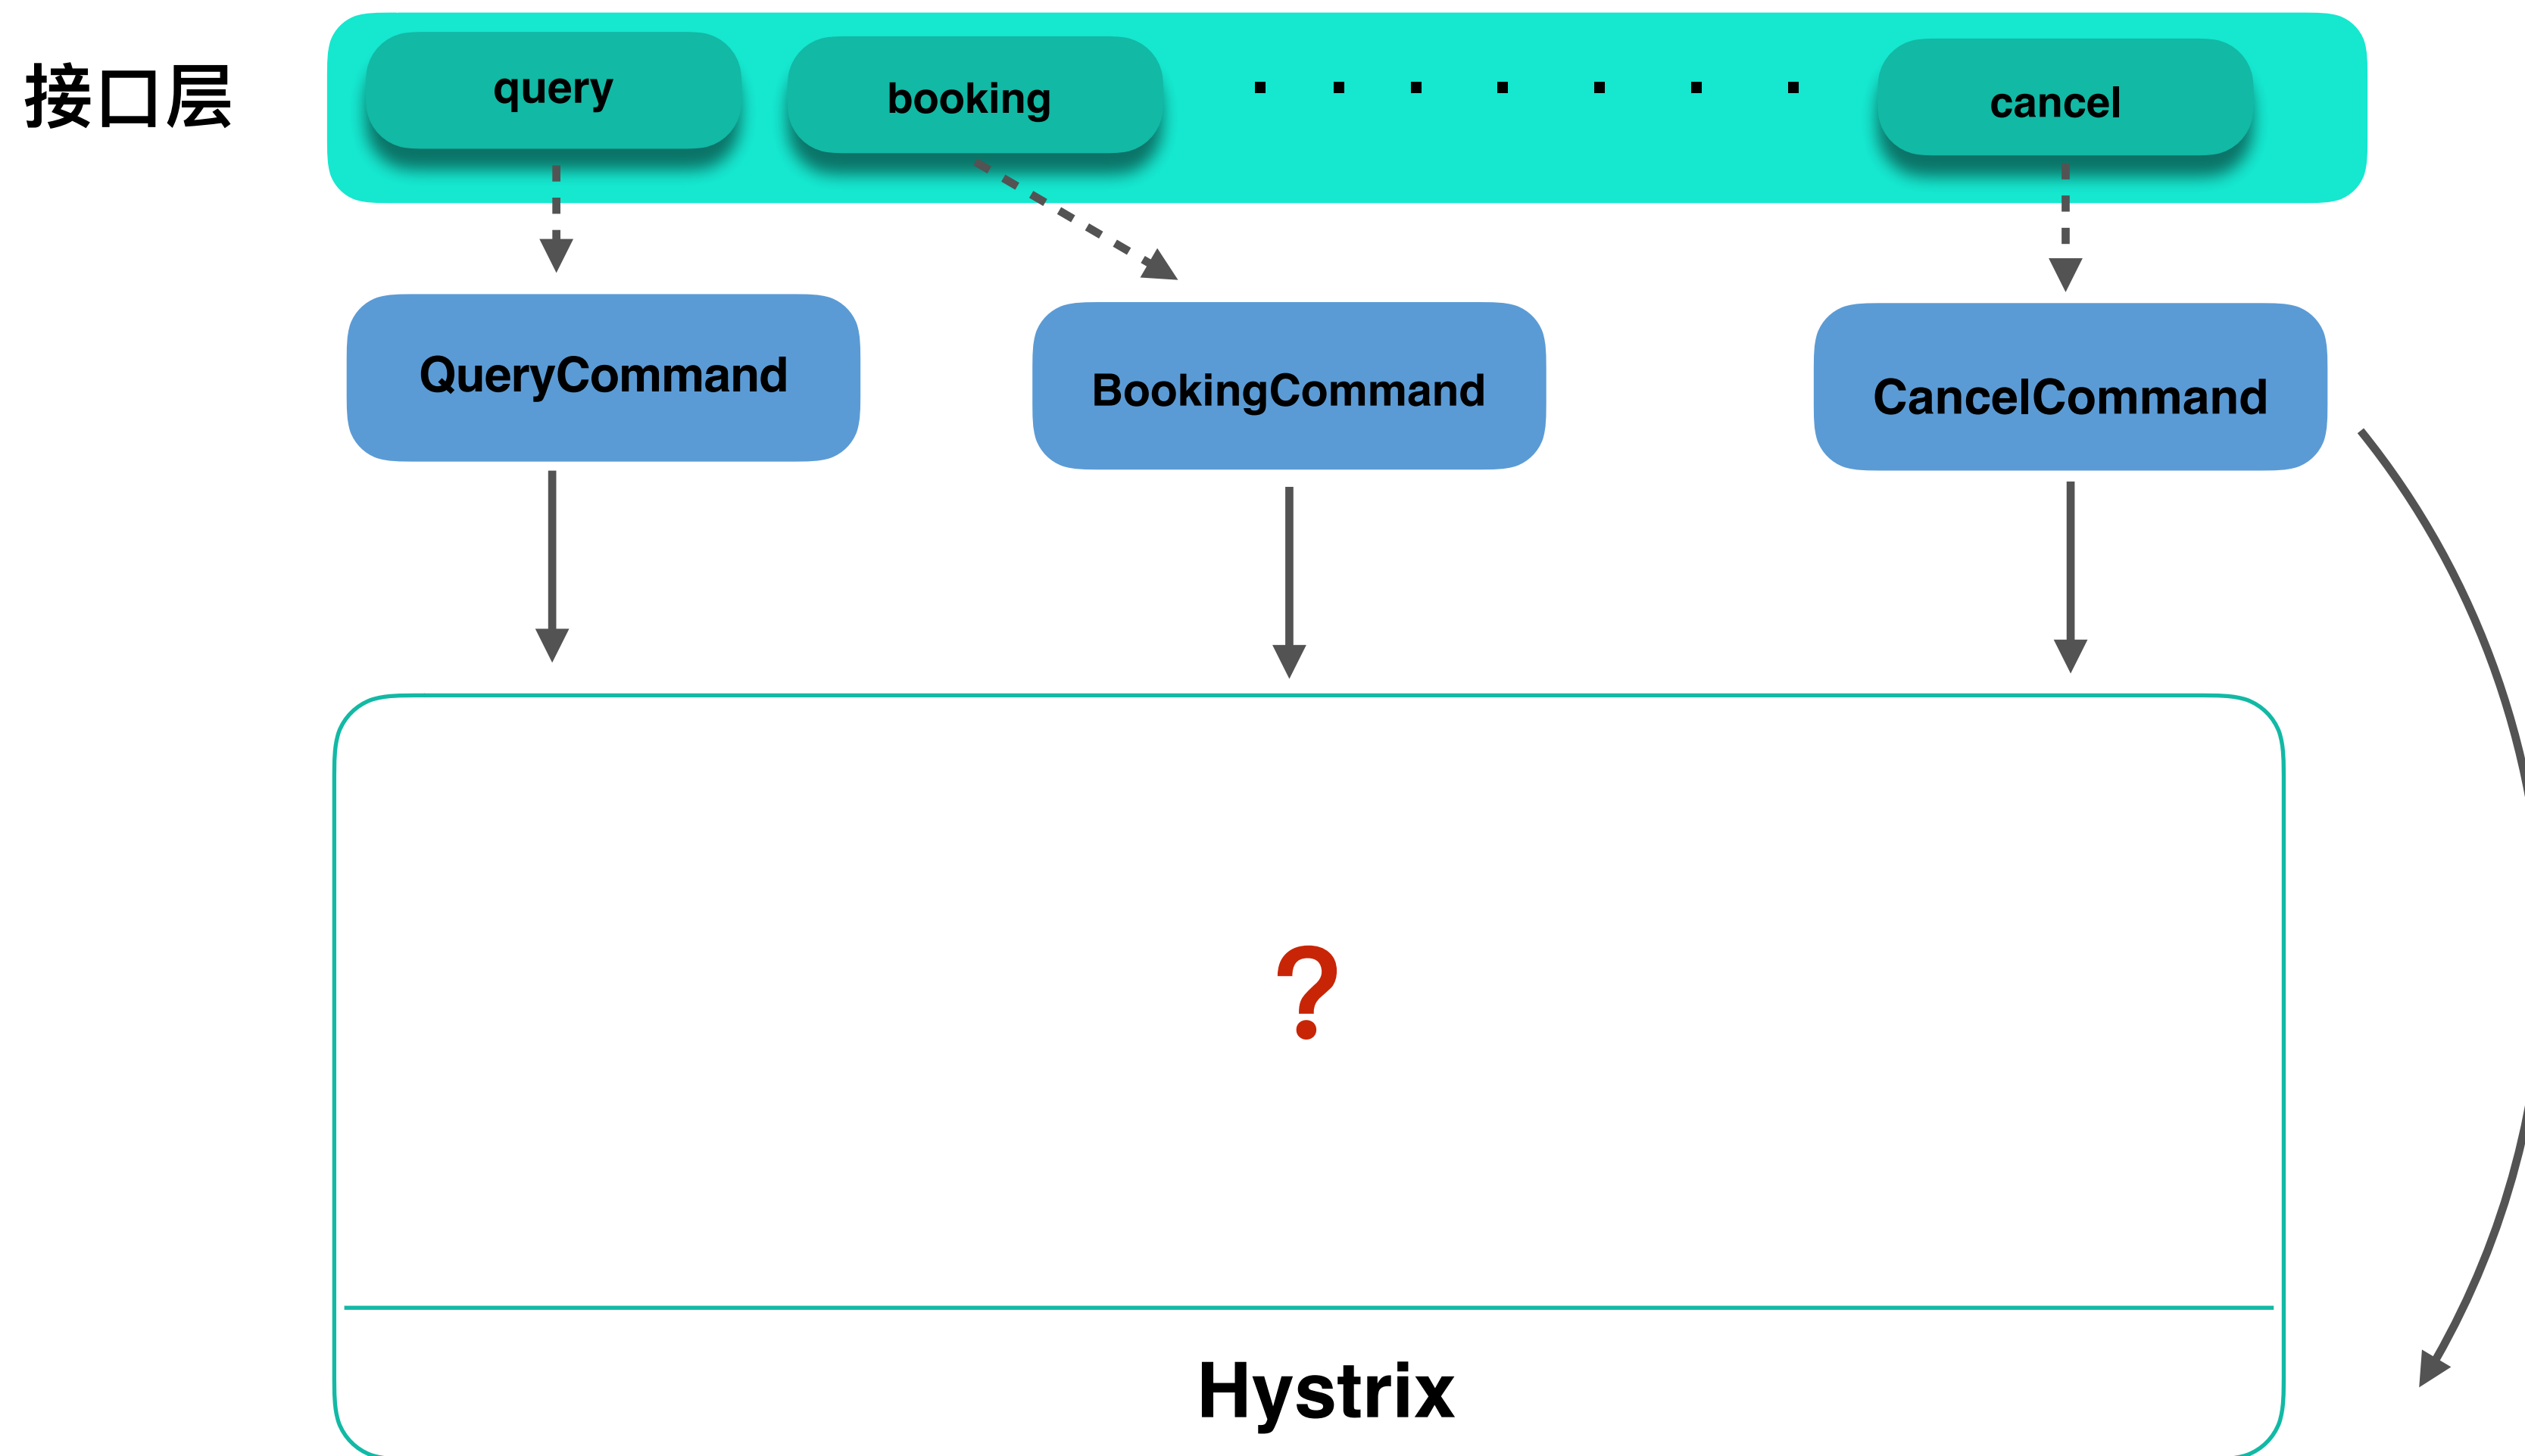 接口层
query
booking
. . . . . . .
cancel
QueryCommand
BookingCommand
CancelCommand
?
Hystrix